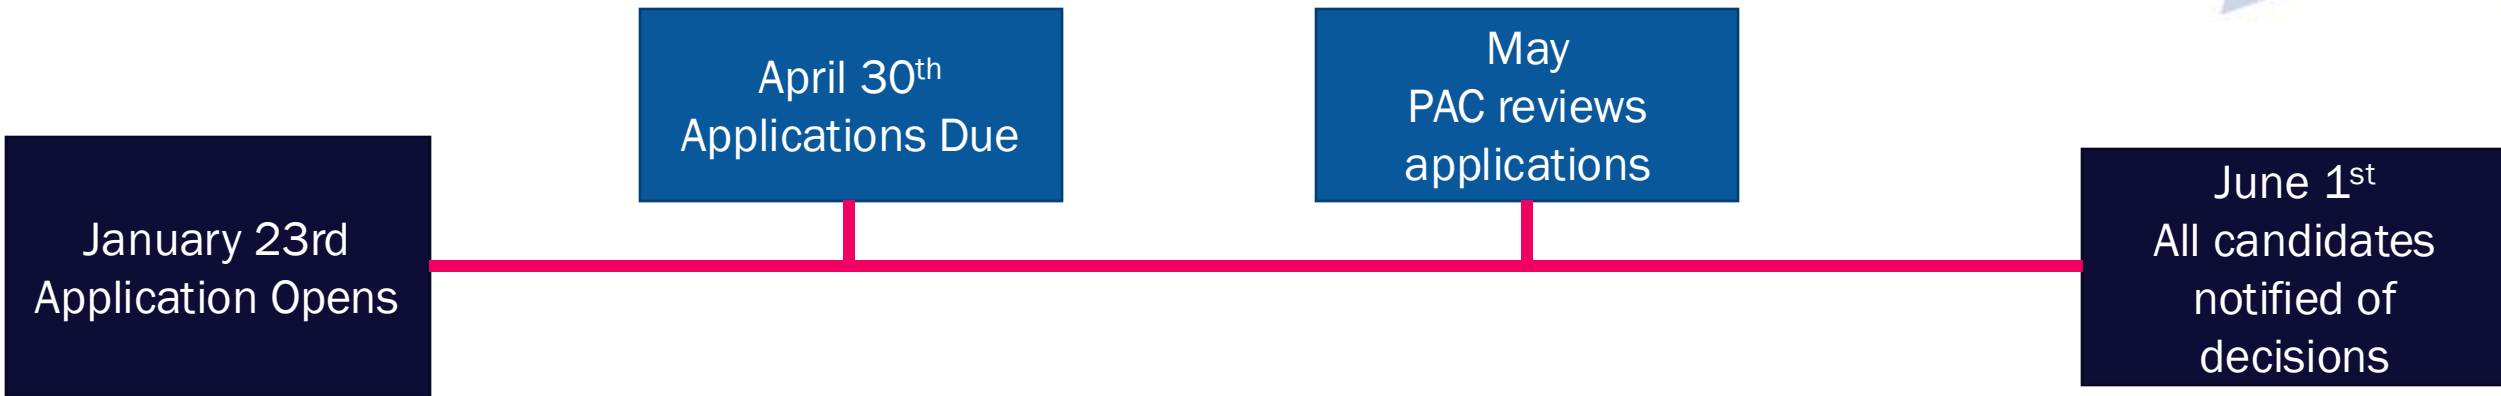 January 23rd
Application Opens
April 30th
Applications Due
May
PAC reviews
applications
June 1st
All candidates
notified of
decisions